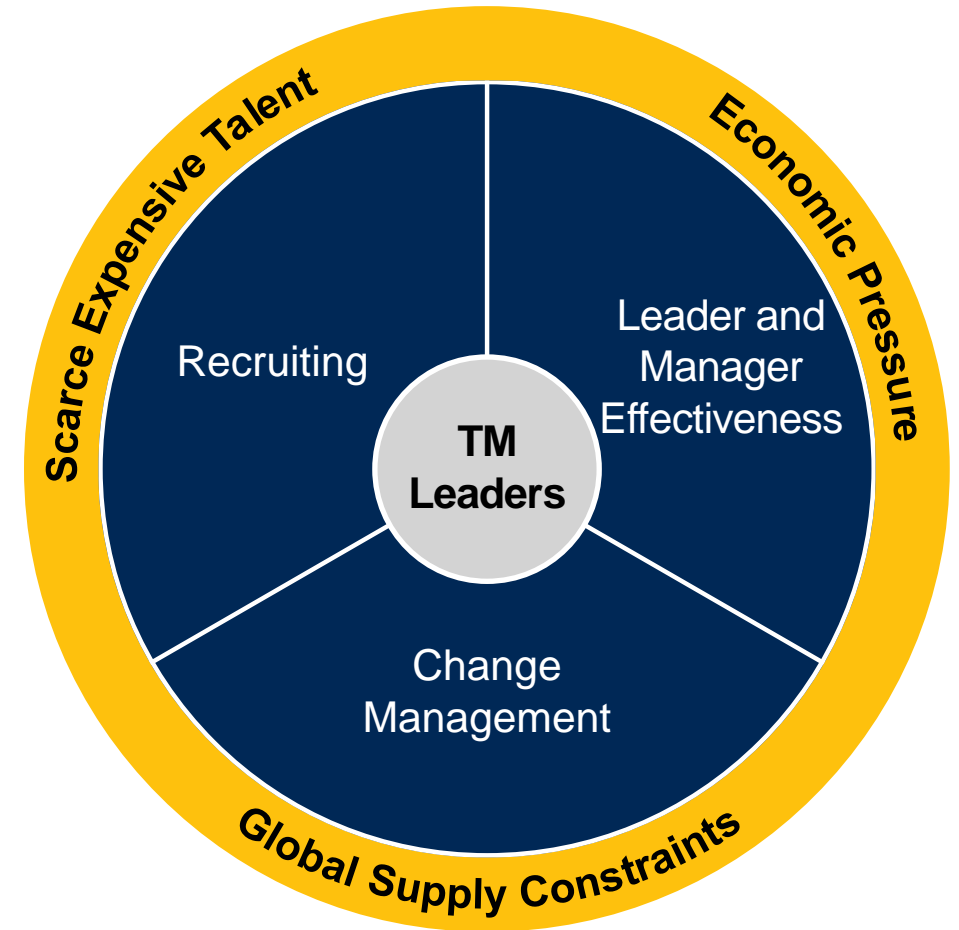 Scarce Expensive Talent
Economic Pressure
Recruiting
Leader and
Manager
Effectiveness
TM
Leaders
Change
Management
Global Supply Constraints